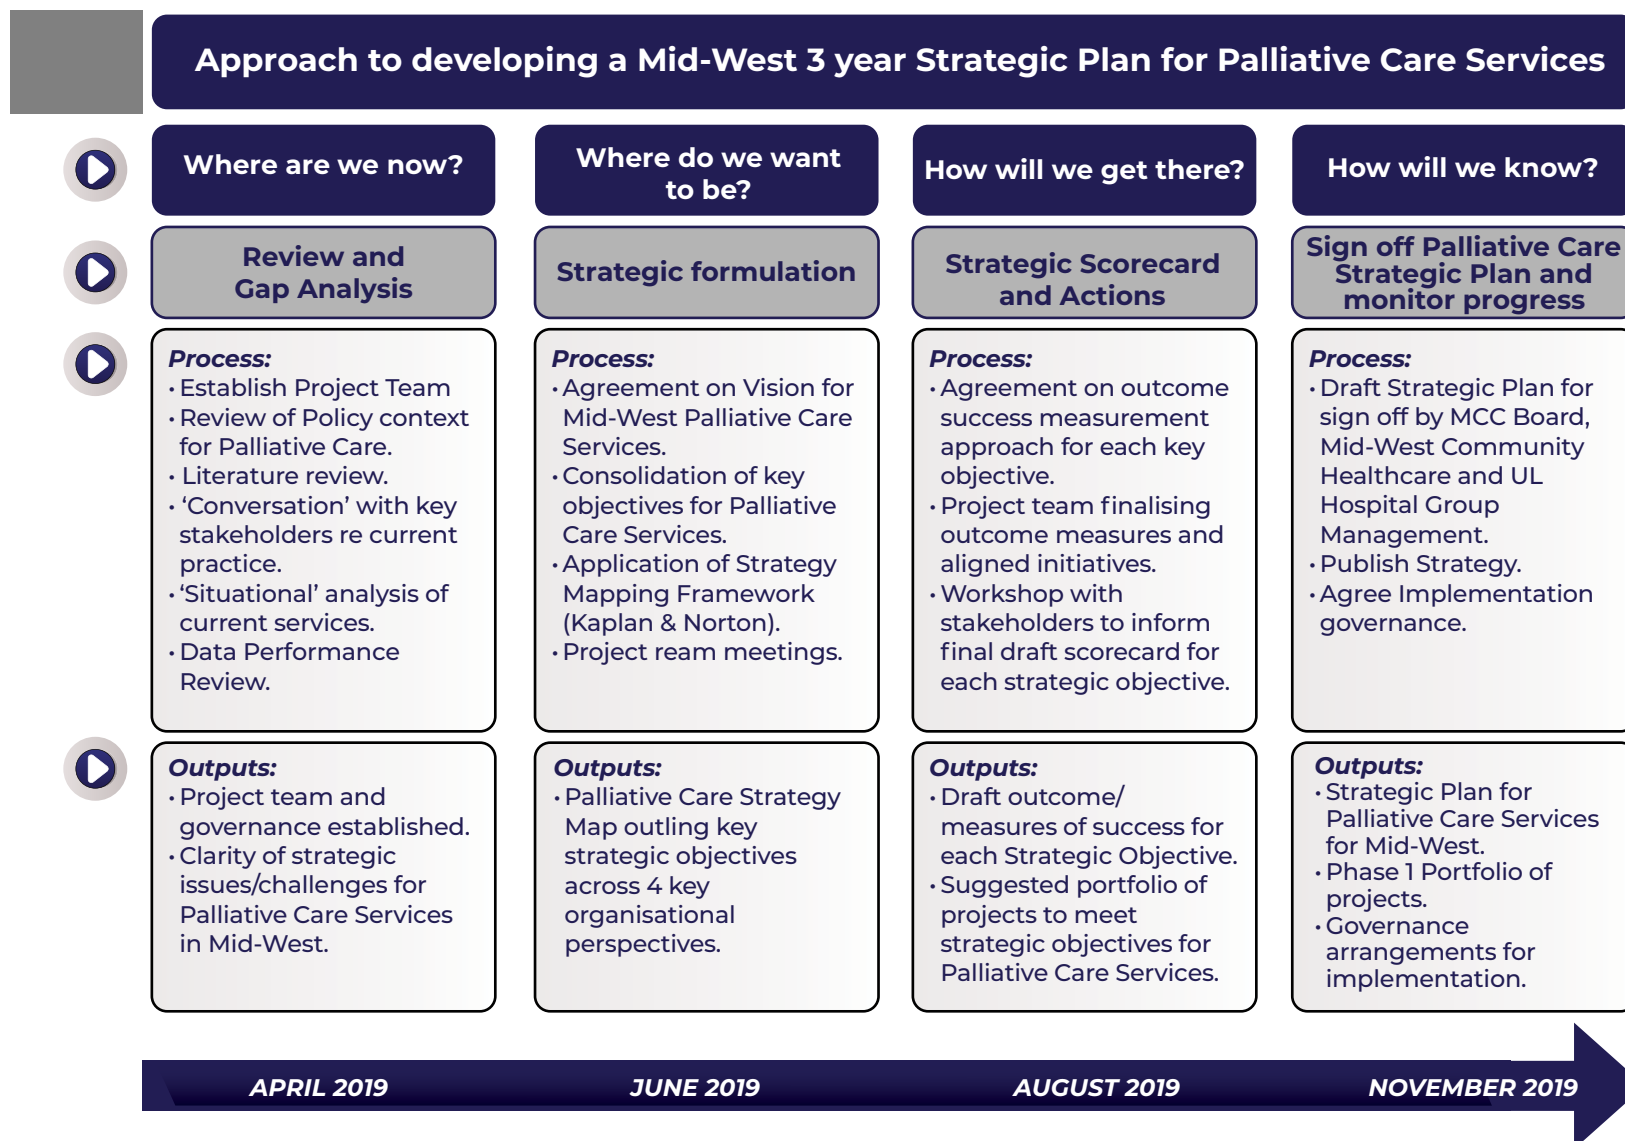 Approach to developing a Mid-West 3 year Strategic Plan for Palliative Care Services
Where are we now?
Where do we want
to be?
How will we get there?
How will we know?
Review and
Gap Analysis
Strategic formulation
Strategic Scorecard
and Actions
Sign off Palliative Care
Strategic Plan and
monitor progress
Process:
· Establish Project Team
· Review of Policy context
for Palliative Care.
· Literature review.
· ‘Conversation’ with key
stakeholders re current
practice.
· ‘Situational’ analysis of
current services.
· Data Performance
Review.
Process:
· Agreement on Vision for
Mid-West Palliative Care
Services.
· Consolidation of key
objectives for Palliative
Care Services.
· Application of Strategy
Mapping Framework
(Kaplan & Norton).
· Project ream meetings.
Process:
· Agreement on outcome
success measurement
approach for each key
objective.
· Project team finalising
outcome measures and
aligned initiatives.
· Workshop with
stakeholders to inform
final draft scorecard for
each strategic objective.
Process:
· Draft Strategic Plan for
sign off by MCC Board,
Mid-West Community
Healthcare and UL
Hospital Group
Management.
· Publish Strategy.
· Agree Implementation
governance.
Outputs:
· Project team and
governance established.
· Clarity of strategic
issues/challenges for
Palliative Care Services
in Mid-West.
Outputs:
· Palliative Care Strategy
Map outling key
strategic objectives
across 4 key
organisational
perspectives.
Outputs:
· Draft outcome/
measures of success for
each Strategic Objective.
· Suggested portfolio of
projects to meet
strategic objectives for
Palliative Care Services.
Outputs:
· Strategic Plan for
Palliative Care Services
for Mid-West.
· Phase 1 Portfolio of
projects.
· Governance
arrangements for
implementation.
APRIL 2019
JUNE 2019
AUGUST 2019
NOVEMBER 2019